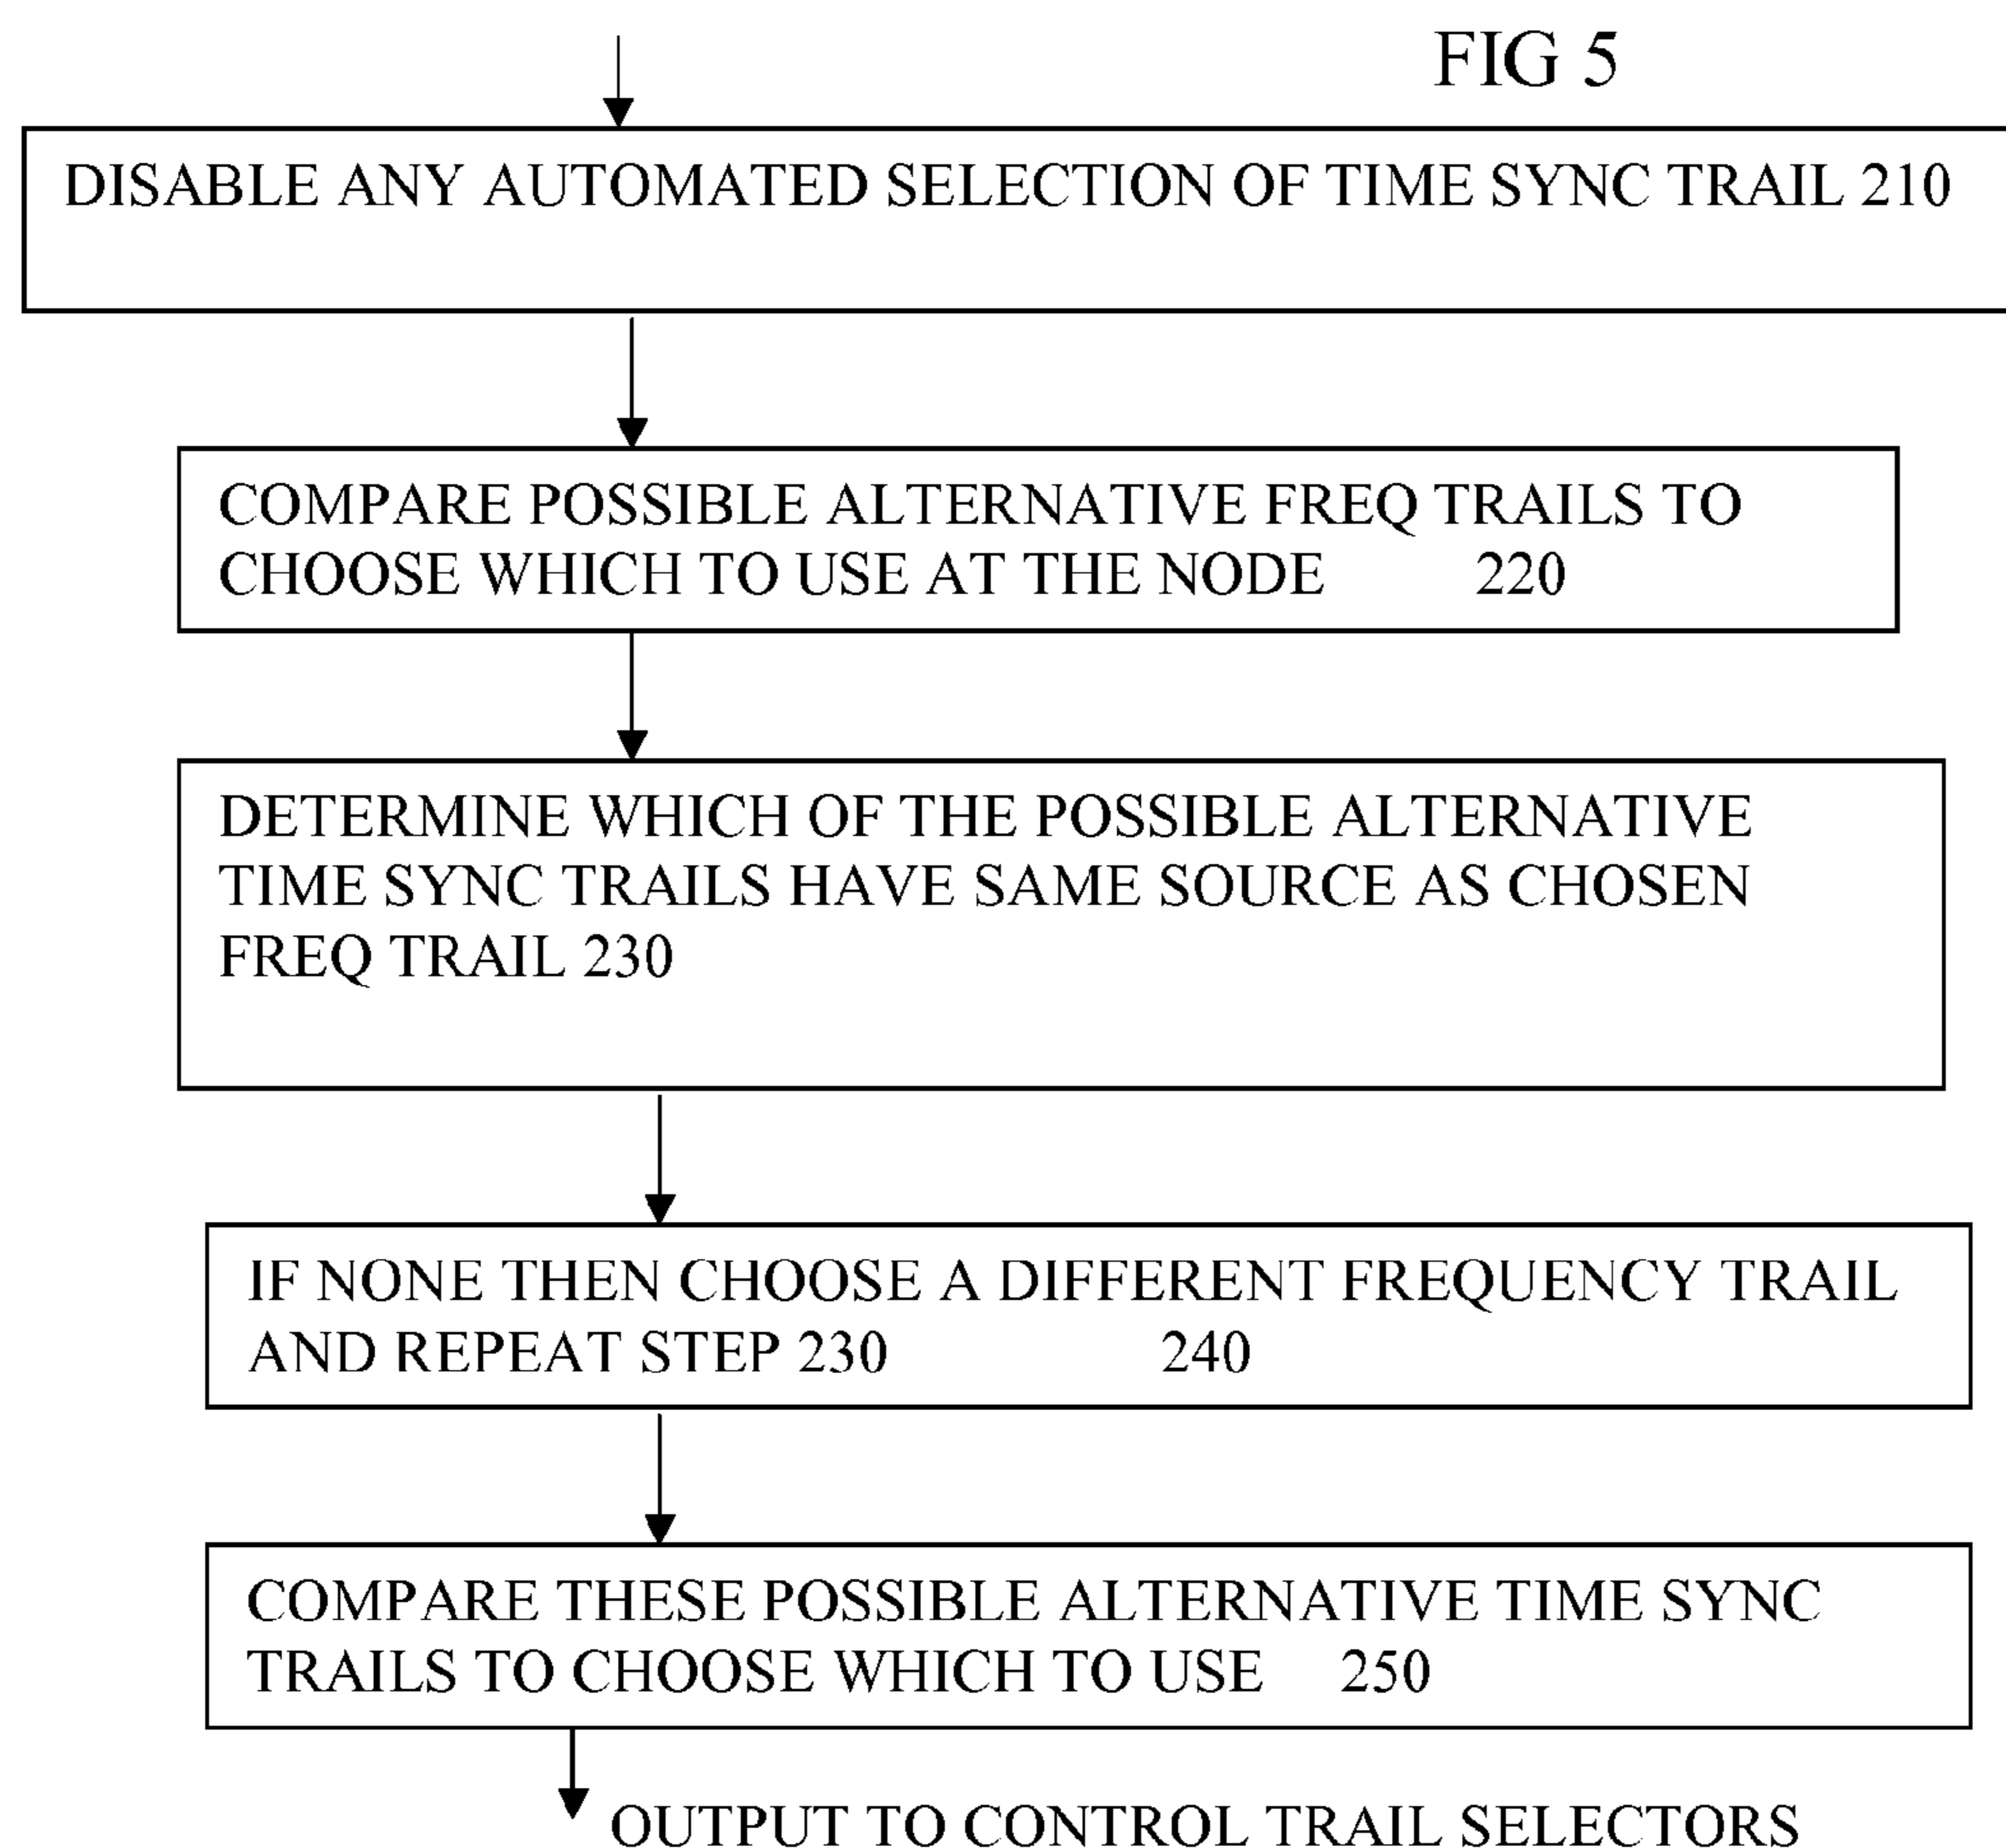 FIG 5
DISABLE ANY AUTOMATED SELECTION OF TIME SYNC TRAIL 210
COMPARE POSSIBLE ALTERNATIVE FREQ TRAILS TO
CHOOSE WHICH TO USE AT THE NODE 220
DETERMINE WHICH OF THE POSSIBLE ALTERNATIVE
TIME SYNC TRAILS HAVE SAME SOURCE AS CHOSEN
FREQ TRAIL 230
IF NONE THEN CHOOSE A DIFFERENT FREQUENCY TRAIL
AND REPEAT STEP 230 240
COMPARE THESE POSSIBLE ALTERNATIVE TIME SYNC
TRAILS TO CHOOSE WHICH TO USE 250
OUTPUT TO CONTROL TRAIL SELECTORS